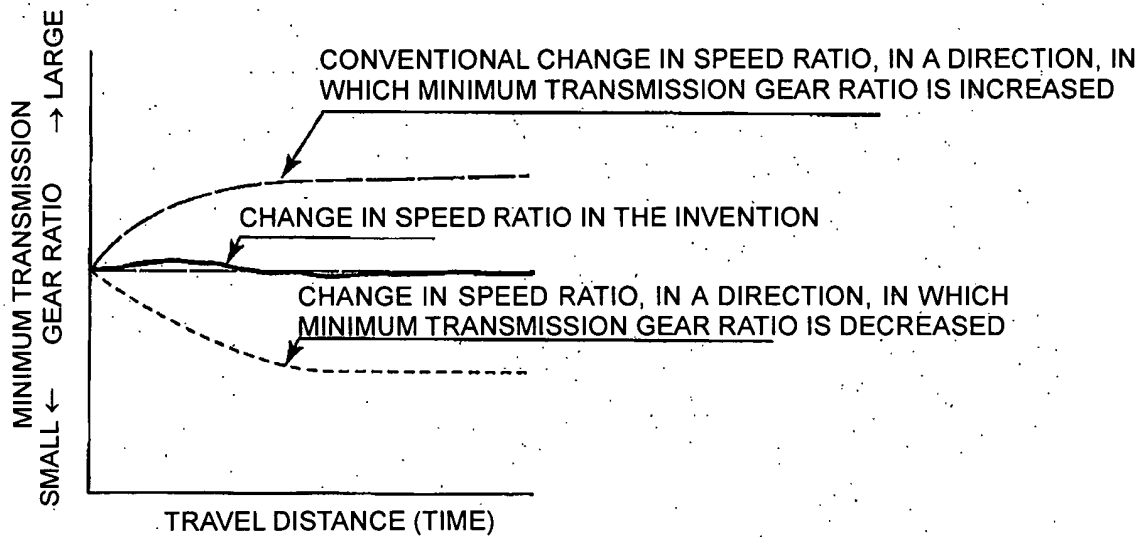 CONVENTIONAL CHANGE IN SPEED RATIO, IN A DIRECTION, IN
WHICH MINIMUM TRANSMISSION GEAR RATIO IS INCREASED
CHANGE IN SPEED RATIO IN THE INVENTION
CHANGE IN SPEED RATIO, IN A DIRECTION, IN WHICH
MINIMUM TRANSMISSION GEAR RATIO IS DECREASED
MINIMUM TRANSMISSION
SMALL ← GEAR RATIO → LARGE
TRAVEL DISTANCE (TIME)